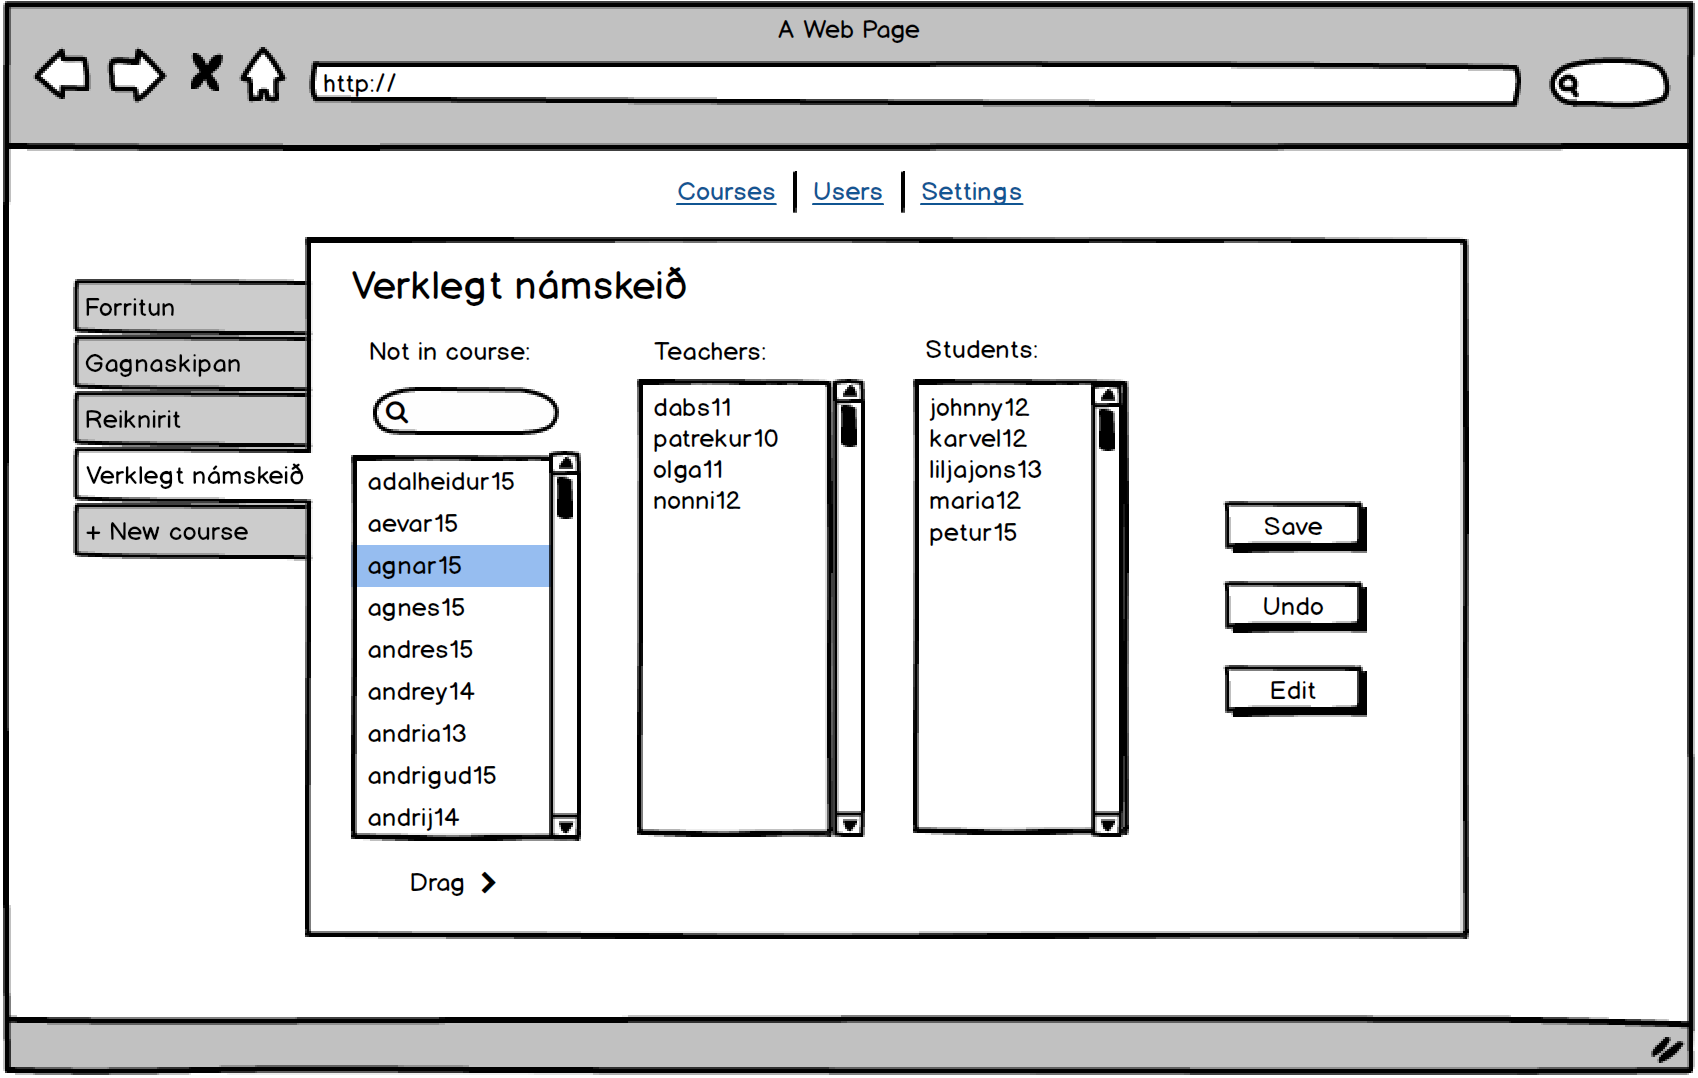 A Web Page
http://
Courses
Users
Settings
Forritun
Gagnaskipan
Reiknirit
Verklegt námskeið
+ New course
Verklegt námskeið
Not in course:
adalheidur15
aevar15
agnar15
agnes15
andres15
andrey14
andria13
andrigud15
andrij14
Drag
Teachers:
dabs11
patrekur10
olga11
nonni12
Students:
johnny12
karvel12
liljajons13
maria12
petur15
Save
Undo
Edit